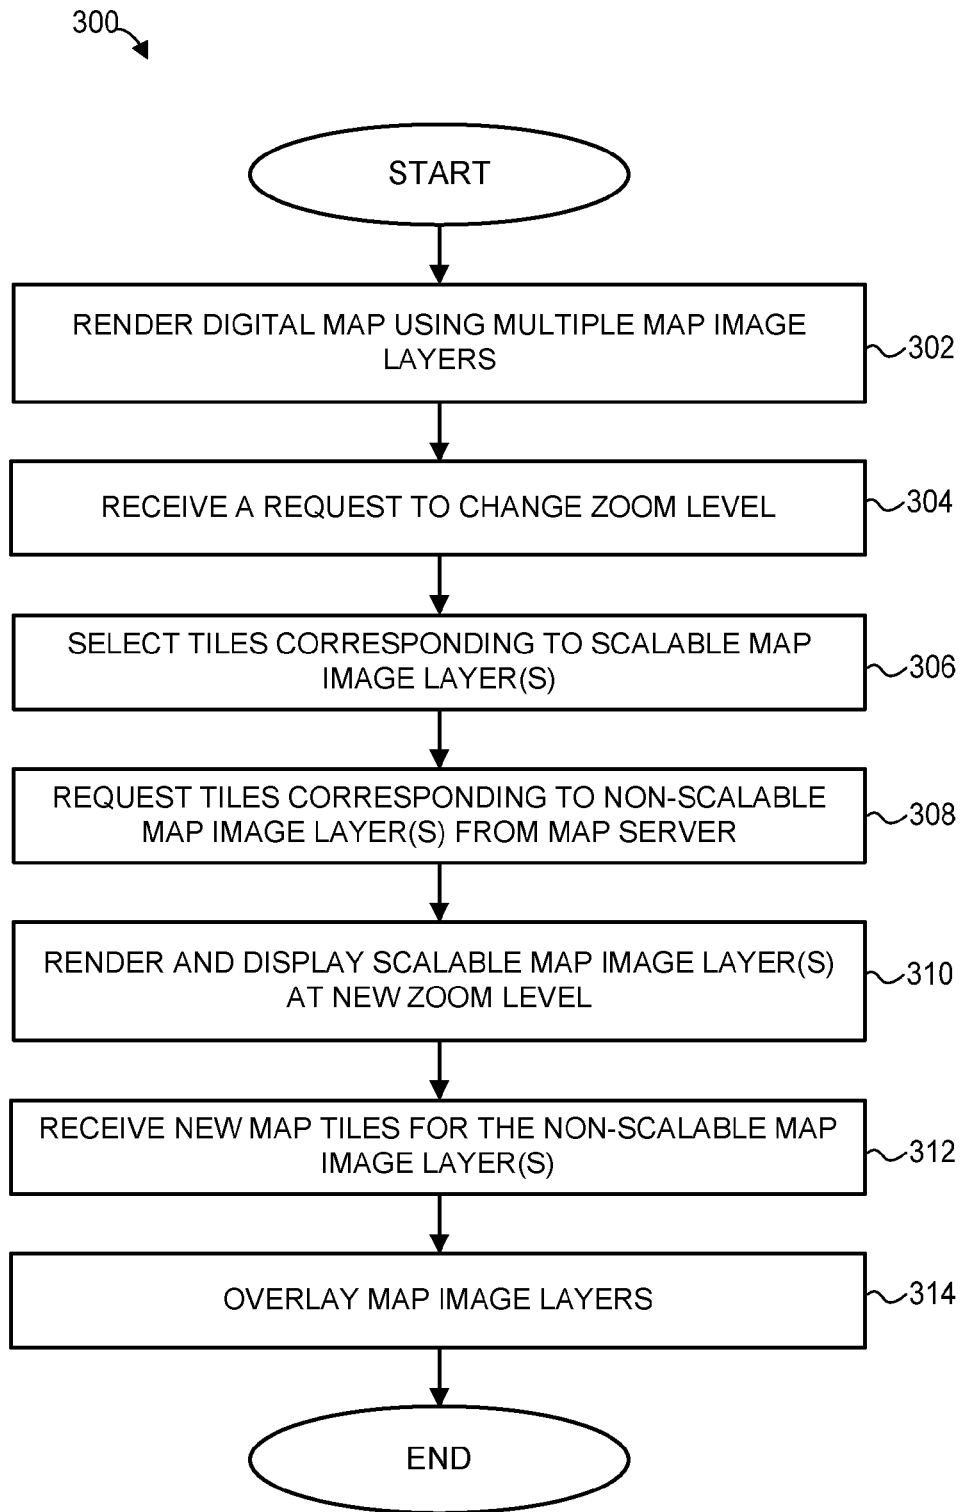 300
START
RENDER DIGITAL MAP USING MULTIPLE MAP IMAGE
LAYERS
302
RECEIVE A REQUEST TO CHANGE ZOOM LEVEL
304
SELECT TILES CORRESPONDING TO SCALABLE MAP
IMAGE LAYER(S)
306
REQUEST TILES CORRESPONDING TO NON-SCALABLE
MAP IMAGE LAYER(S) FROM MAP SERVER
308
RENDER AND DISPLAY SCALABLE MAP IMAGE LAYER(S)
AT NEW ZOOM LEVEL
310
RECEIVE NEW MAP TILES FOR THE NON-SCALABLE MAP
IMAGE LAYER(S)
312
OVERLAY MAP IMAGE LAYERS
314
END